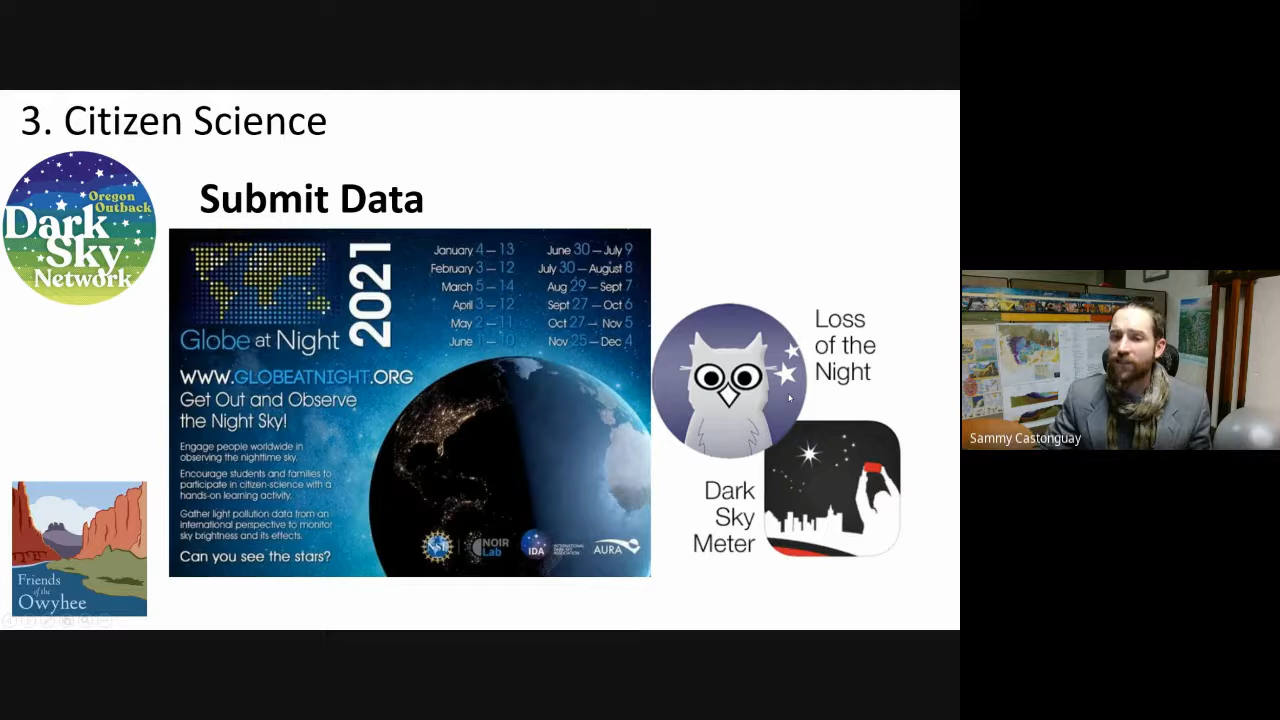 3. Citizen Science
Oregon
Outback
Dark
Sky
Network
Submit Data
Globe at Night
2021
January 4 — 13
February 3 — 12
March 5 — 14
April 3 — 12
May 2 — 11
June 1 — 10
June 30 — July 9
July 30 — August 8
Aug 29 — Sept 7
Sept 27 — Oct 6
Oct 27 — Nov 5
Nov 25 — Dec 4
WWW.GLOBEATNIGHT.ORG
Get Out and Observe
the Night Sky!
Engage people worldwide in
observing the nighttime sky.
Encourage students and families to
participate in citizen-science with a
hands-on learning activity.
Gather light pollution data from an
international perspective to monitor
sky brightness and its effects.
Can you see the stars?
NSF
NOIR
Lab
IDA
INTERNATIONAL
DARK-SKY
ASSOCIATION
AURA
Loss
of the
Night
Dark
Sky
Meter
Friends
of the
Owyhee
Sammy Castonguay